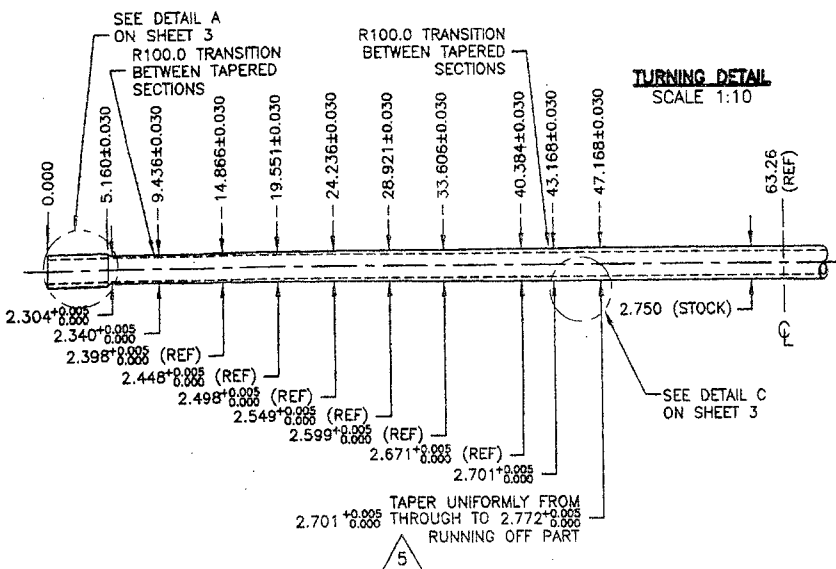 SEE DETAIL A
ON SHEET 3
R100.0 TRANSITION
BETWEEN TAPERED
SECTIONS
R100.0 TRANSITION
BETWEEN TAPERED
SECTIONS
TURNING DETAIL
SCALE 1:10
0.000
5.160±0.030
9.436±0.030
14.866±0.030
19.551±0.030
24.236±0.030
28.921±0.030
33.606±0.030
40.384±0.030
43.168±0.030
47.168±0.030
63.26
(REF)
2.304+0.005 0.000
2.340+0.005 0.000
2.398+0.005 0.000 (REF)
2.448+0.005 0.000 (REF)
2.498+0.005 0.000 (REF)
2.549+0.005 0.000 (REF)
2.599+0.005 0.000 (REF)
2.671+0.005 0.000 (REF)
2.701+0.005 0.000
2.750 (STOCK)
℄
SEE DETAIL C
ON SHEET 3
TAPER UNIFORMLY FROM
2.701 +0.005 0.000 THROUGH TO 2.772+0.005 0.000
RUNNING OFF PART
5